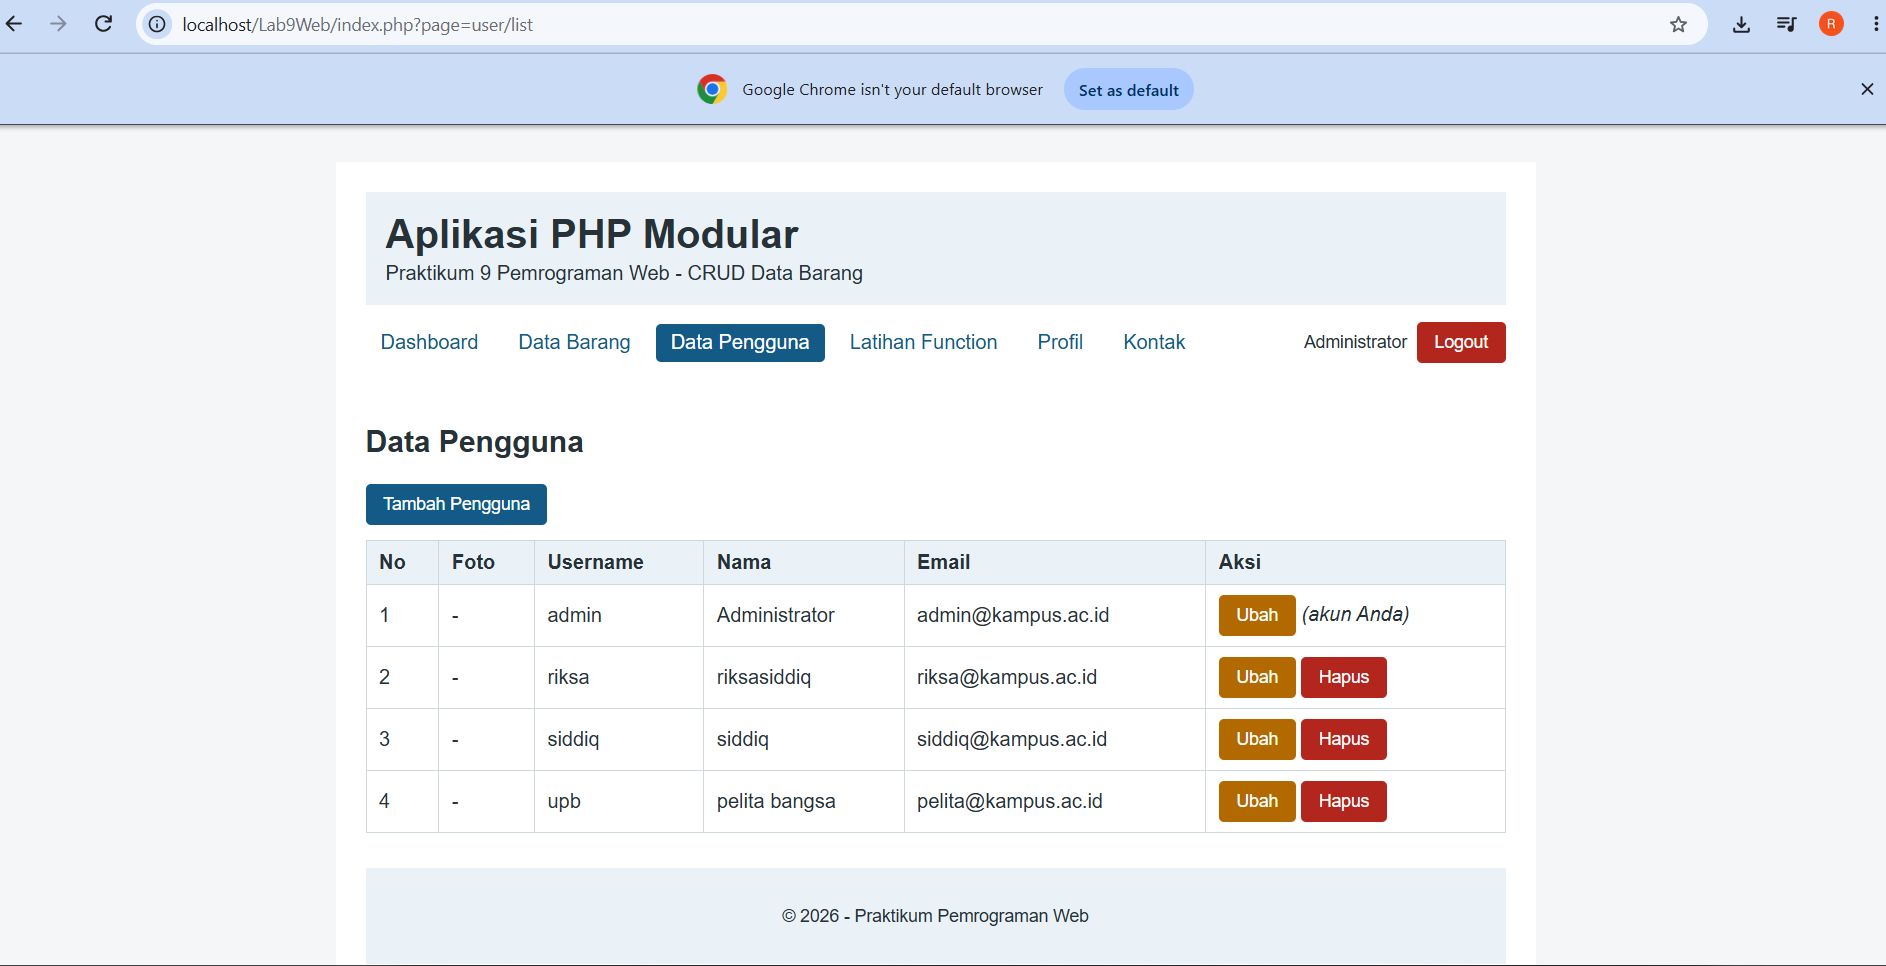 localhost/Lab9Web/index.php?page=user/list
R
Google Chrome isn't your default browser Set as default
Aplikasi PHP Modular
Praktikum 9 Pemrograman Web - CRUD Data Barang
Dashboard Data Barang Data Pengguna Latihan Function Profil Kontak Administrator Logout
Data Pengguna
Tambah Pengguna
No Foto Username Nama Email Aksi
1 - admin Administrator admin@kampus.ac.id Ubah (akun Anda)
2 - riksa riksasiddiq riksa@kampus.ac.id Ubah Hapus
3 - siddiq siddiq siddiq@kampus.ac.id Ubah Hapus
4 - upb pelita bangsa pelita@kampus.ac.id Ubah Hapus
© 2026 - Praktikum Pemrograman Web